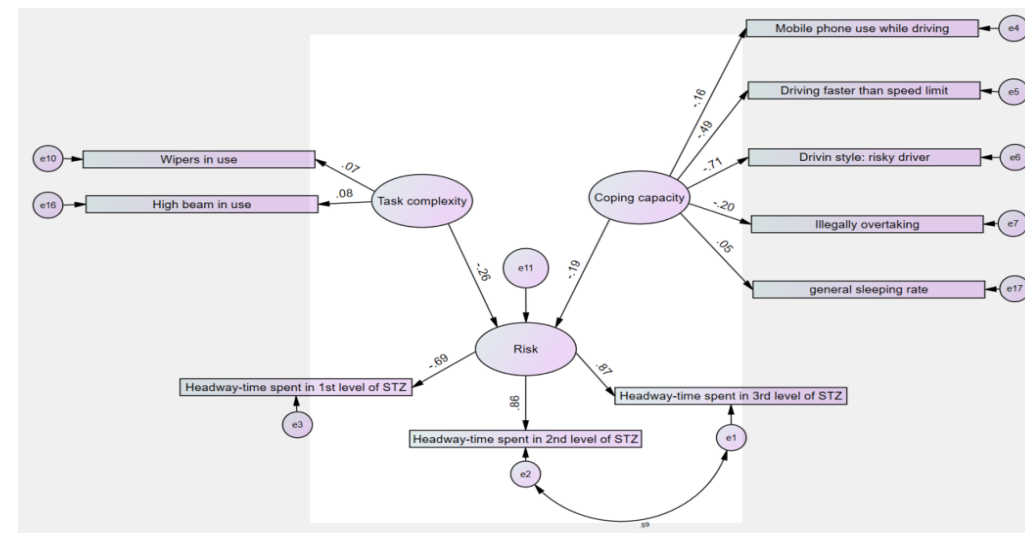 Mobile phone use while driving
e4
-.16
Driving faster than speed limit
e5
-.49
e10
Wipers in use
.07
Drivin style: risky driver
e6
-.71
e16
High beam in use
.08
Task complexity
Coping capacity
-.20
Illegally overtaking
e7
.05
-.26
e11
-.19
general sleeping rate
e17
Risk
-.69
.87
.86
Headway-time spent in 1st level of STZ
Headway-time spent in 3rd level of STZ
e3
Headway-time spent in 2nd level of STZ
e1
e2